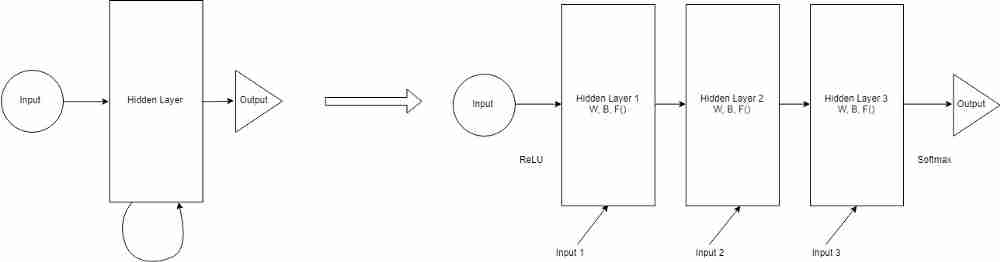 Input
Hidden Layer
Output
Input
Hidden Layer 1
W, B, F()
Hidden Layer 2
W, B, F()
Hidden Layer 3
W, B, F()
Output
ReLU
Softmax
Input 1
Input 2
Input 3